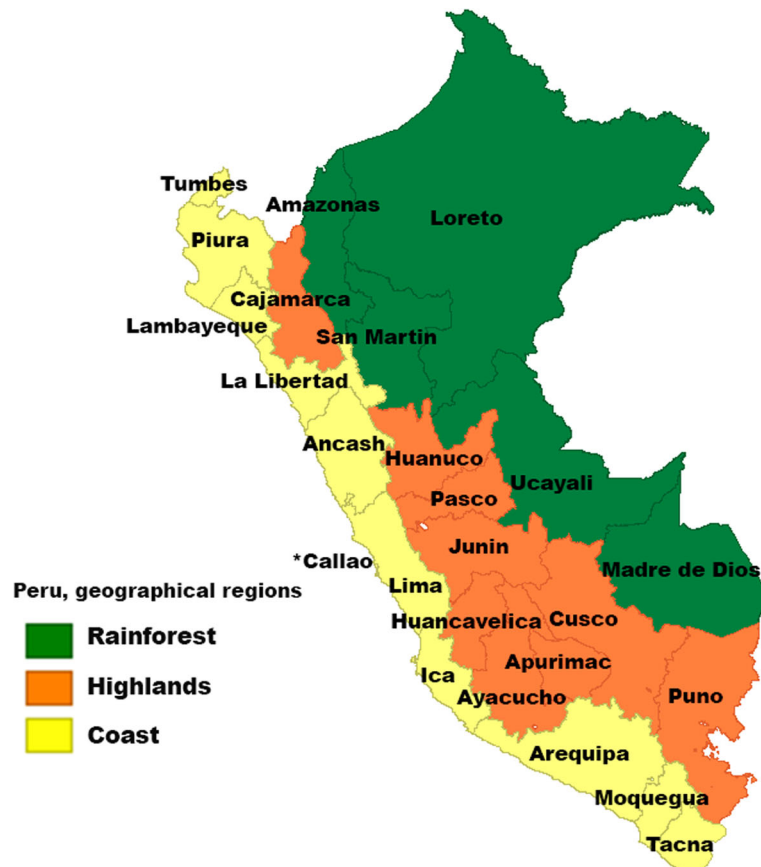 Tumbes
Amazonas
Loreto
Piura
Cajamarca
Lambayeque
San Martin
La Libertad
Ancash
Huanuco
Ucayali
Pasco
Junin
*Callao
Madre de Dios
Lima
Huancavelica
Cusco
Apurimac
Ica
Ayacucho
Puno
Arequipa
Moquegua
Tacna
Peru, geographical regions
Rainforest
Highlands
Coast